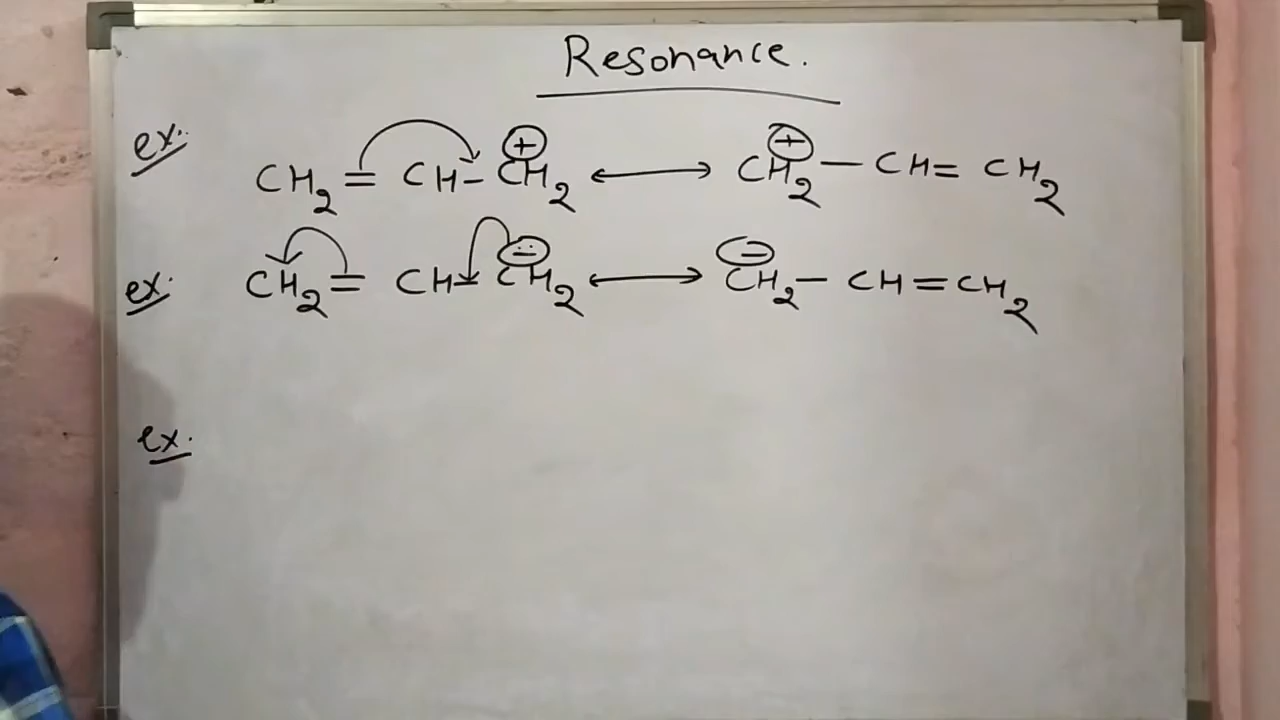 Resonance.
ex. CH₂ = CH - CH₂⊕ ⟷ CH₂⊕ — CH = CH₂
ex. CH₂ = CH - CH₂⊖ ⟷ CH₂⊖ — CH = CH₂
ex.